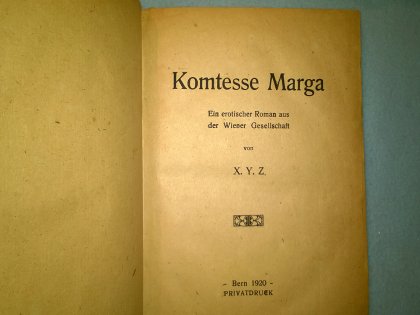 Komtesse Marga
Ein erotischer Roman aus
der Wiener Gesellschaft
von
X. Y. Z.
- Bern 1920 -
PRIVATDRUCK